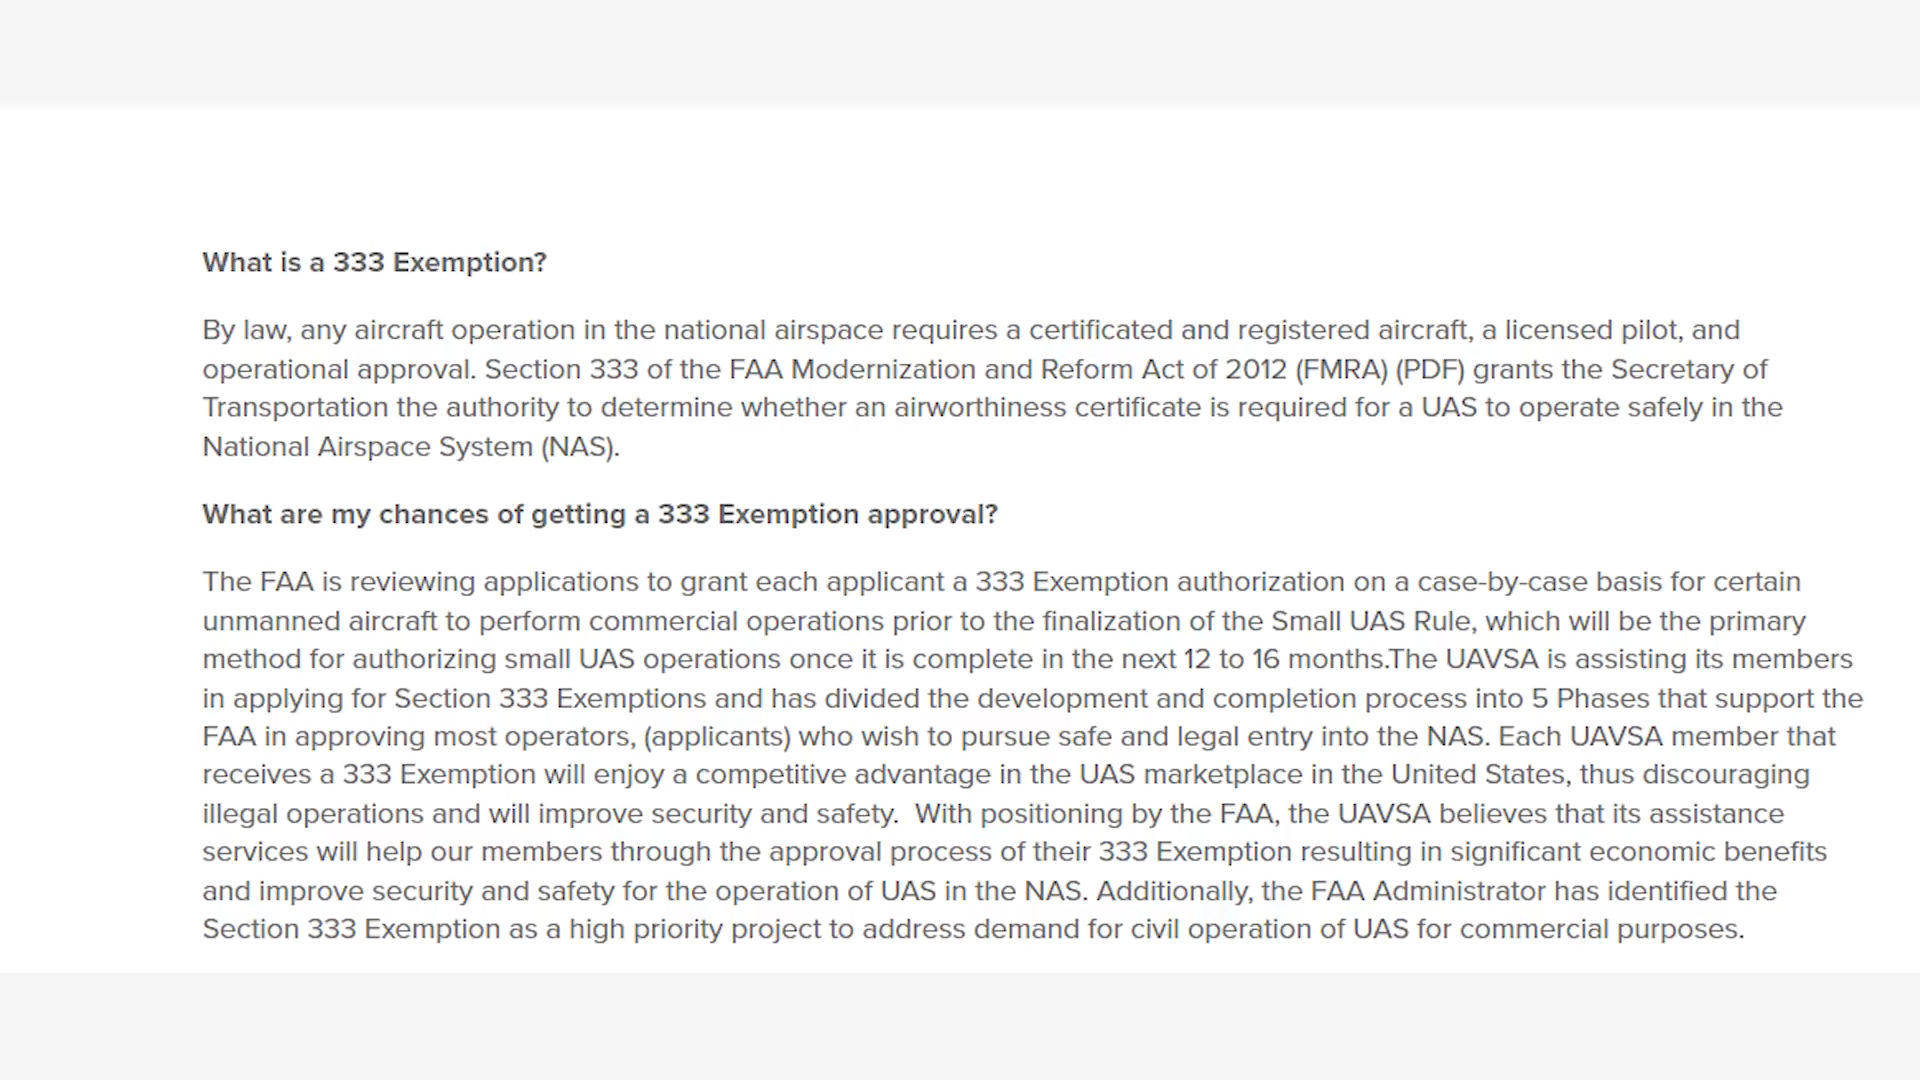 What is a 333 Exemption?
By law, any aircraft operation in the national airspace requires a certificated and registered aircraft, a licensed pilot, and
operational approval. Section 333 of the FAA Modernization and Reform Act of 2012 (FMRA) (PDF) grants the Secretary of
Transportation the authority to determine whether an airworthiness certificate is required for a UAS to operate safely in the
National Airspace System (NAS).
What are my chances of getting a 333 Exemption approval?
The FAA is reviewing applications to grant each applicant a 333 Exemption authorization on a case-by-case basis for certain
unmanned aircraft to perform commercial operations prior to the finalization of the Small UAS Rule, which will be the primary
method for authorizing small UAS operations once it is complete in the next 12 to 16 months.The UAVSA is assisting its members
in applying for Section 333 Exemptions and has divided the development and completion process into 5 Phases that support the
FAA in approving most operators, (applicants) who wish to pursue safe and legal entry into the NAS. Each UAVSA member that
receives a 333 Exemption will enjoy a competitive advantage in the UAS marketplace in the United States, thus discouraging
illegal operations and will improve security and safety.  With positioning by the FAA, the UAVSA believes that its assistance
services will help our members through the approval process of their 333 Exemption resulting in significant economic benefits
and improve security and safety for the operation of UAS in the NAS. Additionally, the FAA Administrator has identified the
Section 333 Exemption as a high priority project to address demand for civil operation of UAS for commercial purposes.